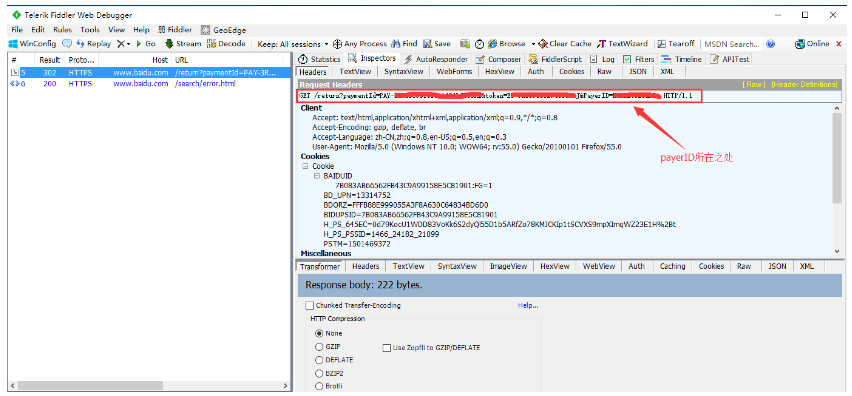 Telerik Fiddler Web Debugger
File Edit Rules Tools View Help Fiddler GeoEdge
WinConfig Replay Go Stream Decode Keep: All sessions Any Process Find Save Browse Clear Cache TextWizard Tearoff MSDN Search... Online
# Result Proto... Host URL
5 302 HTTPS www.baidu.com /return?paymentId=PAY-3R...
6 200 HTTPS www.baidu.com /search/error.html
Statistics Inspectors AutoResponder Composer FiddlerScript Log Filters Timeline APITest
Headers TextView SyntaxView WebForms HexView Auth Cookies Raw JSON XML
Request Headers [ Raw ] [Header Definitions]
GET /return?paymentId=PAY- token= PayerID= HTTP/1.1
Client
Accept: text/html,application/xhtml+xml,application/xml;q=0.9,*/*;q=0.8
Accept-Encoding: gzip, deflate, br
Accept-Language: zh-CN,zh;q=0.8,en-US;q=0.5,en;q=0.3
User-Agent: Mozilla/5.0 (Windows NT 10.0; WOW64; rv:55.0) Gecko/20100101 Firefox/55.0
payerID所在之处
Cookies
Cookie
BAIDUID
7B083AB66562FB43C9A99158E5C81901:FG=1
BD_UPN=13314752
BDORZ=FFFB88E999055A3F8A630C64834BD6D0
BIDUPSID=7B083AB66562FB43C9A99158E5C81901
H_PS_645EC=0d79KocU1WDD83VoKk6S2dyQl55D1b5ARfZo78KMJCKIp1tSCVXS9mpXImqWZ23E1H%2Bt
H_PS_PSSID=1466_24182_21099
PSTM=1501469372
Miscellaneous
Transformer Headers TextView SyntaxView ImageView HexView WebView Auth Caching Cookies Raw JSON XML
Response body: 222 bytes.
Chunked Transfer-Encoding Help...
HTTP Compression
None
GZIP Use Zopfli to GZIP/DEFLATE
DEFLATE
BZIP2
Brotli